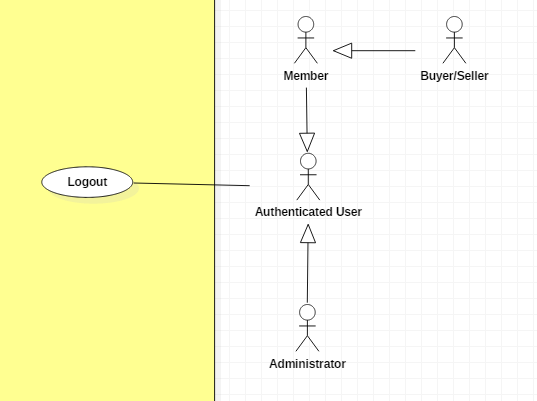 Member
Buyer/Seller
Logout
Authenticated User
Administrator